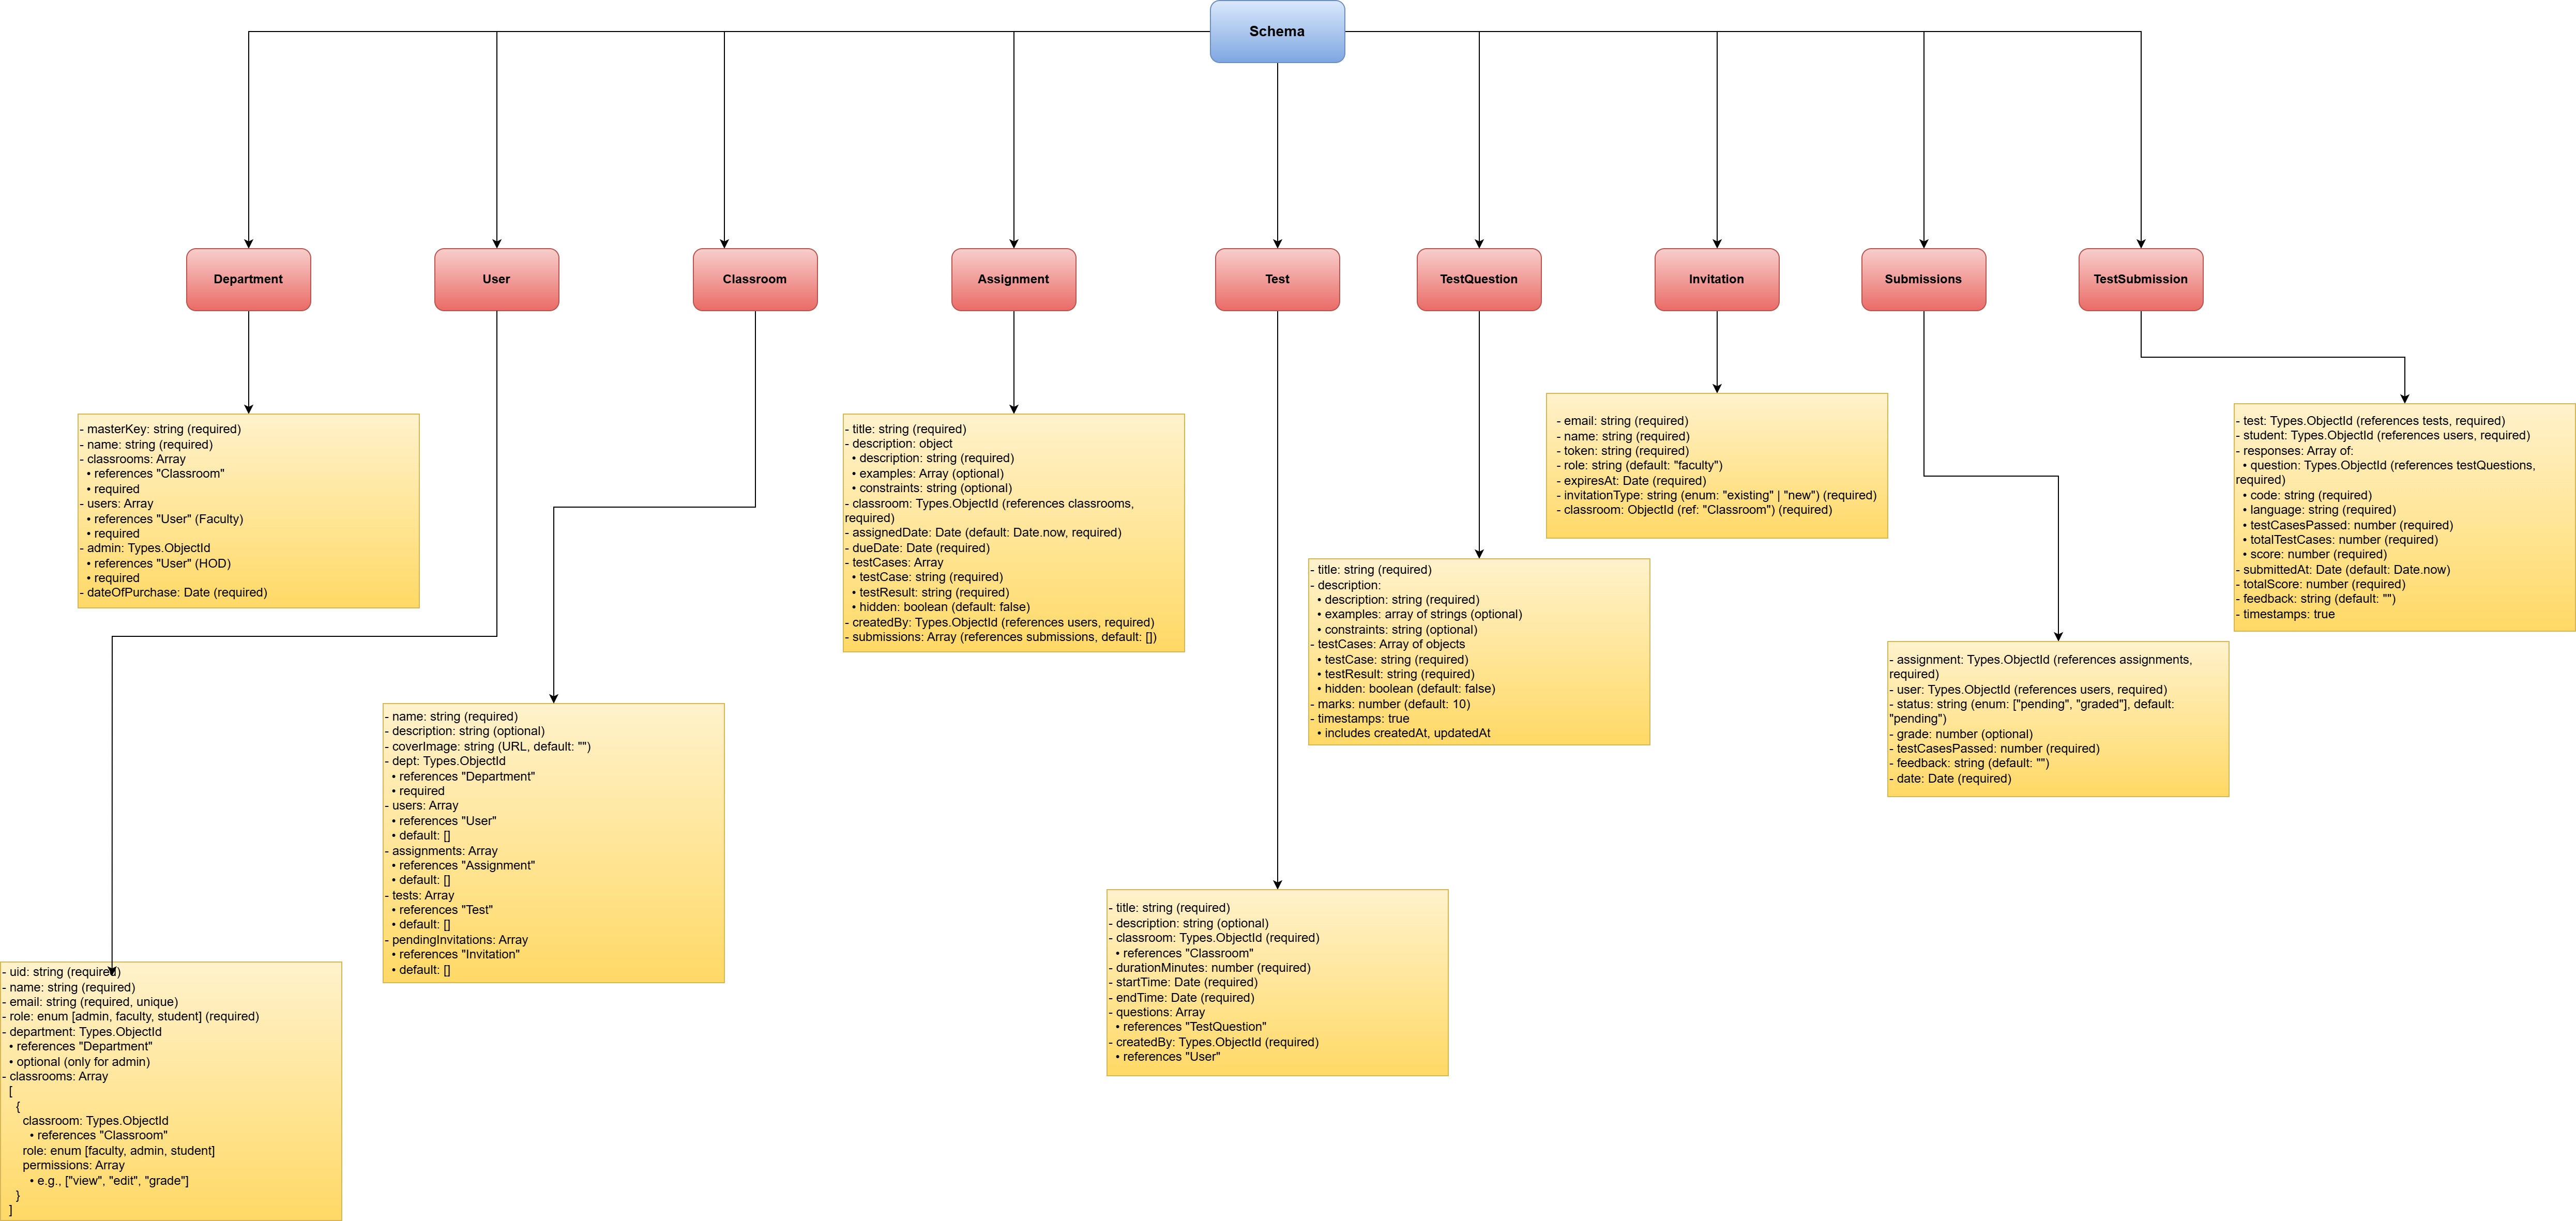 Schema
Department
User
Classroom
Assignment
Test
TestQuestion
Invitation
Submissions
TestSubmission
- masterKey: string (required)
- name: string (required)
- classrooms: Array
• references "Classroom"
• required
- users: Array
• references "User" (Faculty)
• required
- admin: Types.ObjectId
• references "User" (HOD)
• required
- dateOfPurchase: Date (required)
- uid: string (required)
- name: string (required)
- email: string (required, unique)
- role: enum [admin, faculty, student] (required)
- department: Types.ObjectId
• references "Department"
• optional (only for admin)
- classrooms: Array
[
{
classroom: Types.ObjectId
• references "Classroom"
role: enum [faculty, admin, student]
permissions: Array
• e.g., ["view", "edit", "grade"]
}
]
- name: string (required)
- description: string (optional)
- coverImage: string (URL, default: "")
- dept: Types.ObjectId
• references "Department"
• required
- users: Array
• references "User"
• default: []
- assignments: Array
• references "Assignment"
• default: []
- tests: Array
• references "Test"
• default: []
- pendingInvitations: Array
• references "Invitation"
• default: []
- title: string (required)
- description: object
• description: string (required)
• examples: Array (optional)
• constraints: string (optional)
- classroom: Types.ObjectId (references classrooms,
required)
- assignedDate: Date (default: Date.now, required)
- dueDate: Date (required)
- testCases: Array
• testCase: string (required)
• testResult: string (required)
• hidden: boolean (default: false)
- createdBy: Types.ObjectId (references users, required)
- submissions: Array (references submissions, default: [])
- title: string (required)
- description: string (optional)
- classroom: Types.ObjectId (required)
• references "Classroom"
- durationMinutes: number (required)
- startTime: Date (required)
- endTime: Date (required)
- questions: Array
• references "TestQuestion"
- createdBy: Types.ObjectId (required)
• references "User"
- title: string (required)
- description:
• description: string (required)
• examples: array of strings (optional)
• constraints: string (optional)
- testCases: Array of objects
• testCase: string (required)
• testResult: string (required)
• hidden: boolean (default: false)
- marks: number (default: 10)
- timestamps: true
• includes createdAt, updatedAt
- email: string (required)
- name: string (required)
- token: string (required)
- role: string (default: "faculty")
- expiresAt: Date (required)
- invitationType: string (enum: "existing" | "new") (required)
- classroom: ObjectId (ref: "Classroom") (required)
- assignment: Types.ObjectId (references assignments,
required)
- user: Types.ObjectId (references users, required)
- status: string (enum: ["pending", "graded"], default:
"pending")
- grade: number (optional)
- testCasesPassed: number (required)
- feedback: string (default: "")
- date: Date (required)
- test: Types.ObjectId (references tests, required)
- student: Types.ObjectId (references users, required)
- responses: Array of:
• question: Types.ObjectId (references testQuestions,
required)
• code: string (required)
• language: string (required)
• testCasesPassed: number (required)
• totalTestCases: number (required)
• score: number (required)
- submittedAt: Date (default: Date.now)
- totalScore: number (required)
- feedback: string (default: "")
- timestamps: true